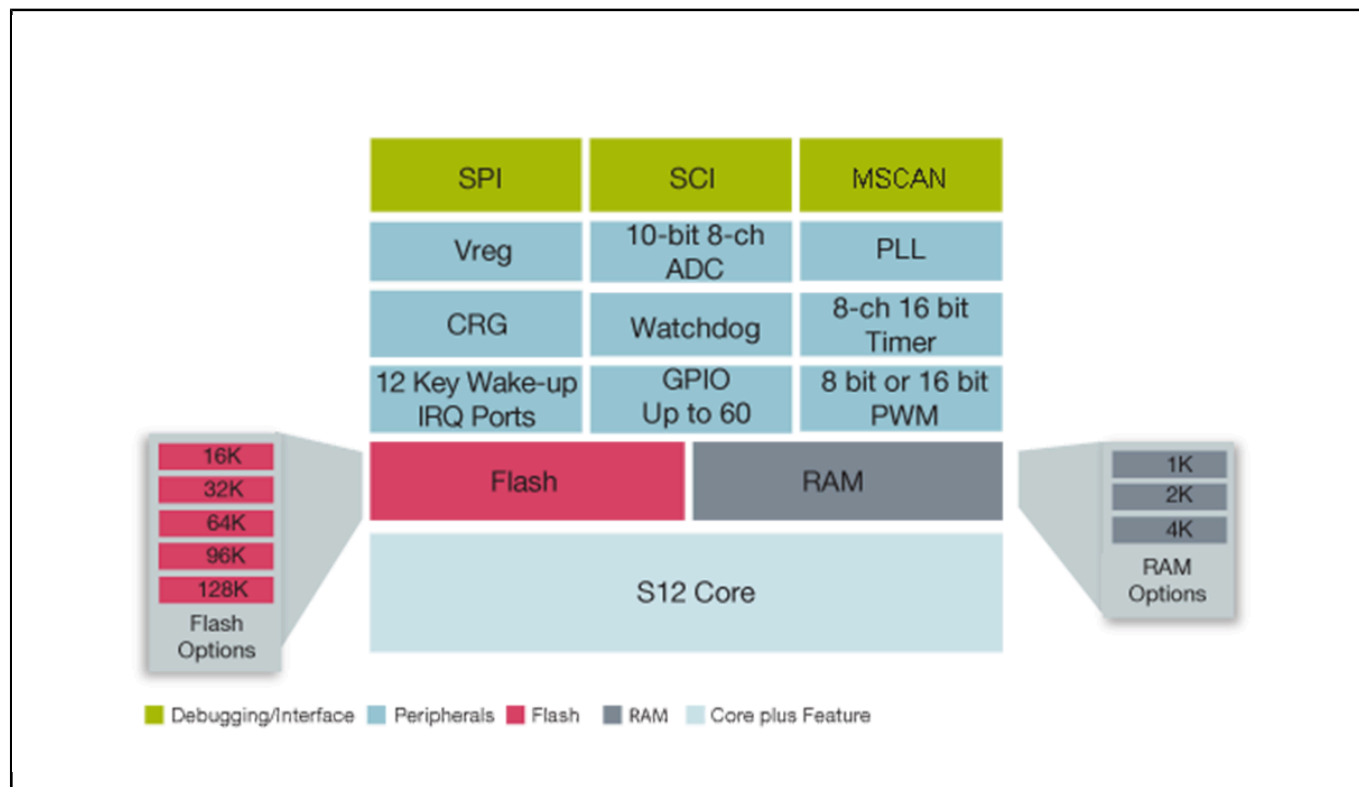 SPI
SCI
MSCAN
Vreg
10-bit 8-ch
ADC
PLL
CRG
Watchdog
8-ch 16 bit
Timer
12 Key Wake-up
IRQ Ports
GPIO
Up to 60
8 bit or 16 bit
PWM
16K
32K
64K
96K
128K
Flash
Options
Flash
RAM
1K
2K
4K
RAM
Options
S12 Core
Debugging/Interface
Peripherals
Flash
RAM
Core plus Feature